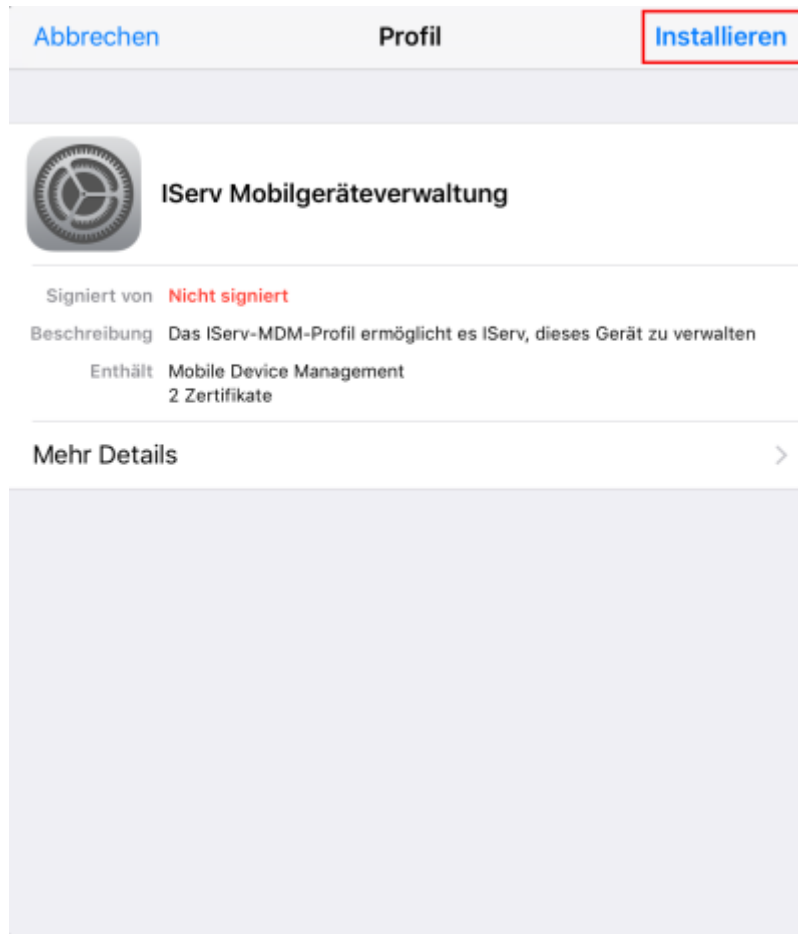 Abbrechen Profil Installieren
IServ Mobilgeräteverwaltung
Signiert von Nicht signiert
Beschreibung Das IServ-MDM-Profil ermöglicht es IServ, dieses Gerät zu verwalten
Enthält Mobile Device Management
2 Zertifikate
Mehr Details